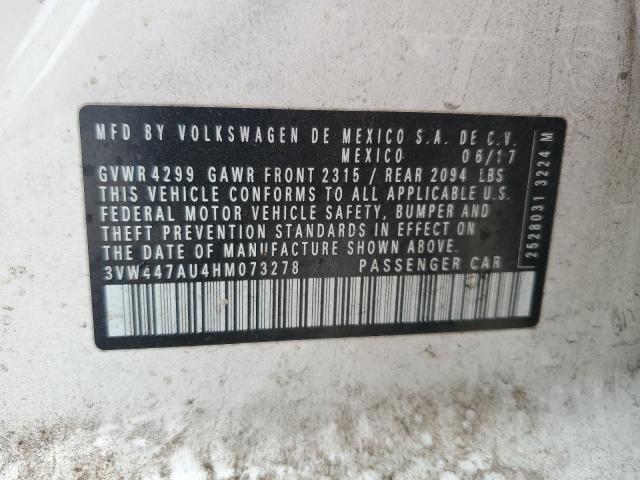 MFD BY VOLKSWAGEN DE MEXICO S.A. DE C.V.
MEXICO 06/17
GVWR 4299 GAWR FRONT 2315 / REAR 2094 LBS
THIS VEHICLE CONFORMS TO ALL APPLICABLE U.S.
FEDERAL MOTOR VEHICLE SAFETY, BUMPER AND
THEFT PREVENTION STANDARDS IN EFFECT ON
THE DATE OF MANUFACTURE SHOWN ABOVE.
3VW447AU4HM073278 PASSENGER CAR
2528031 3224 M